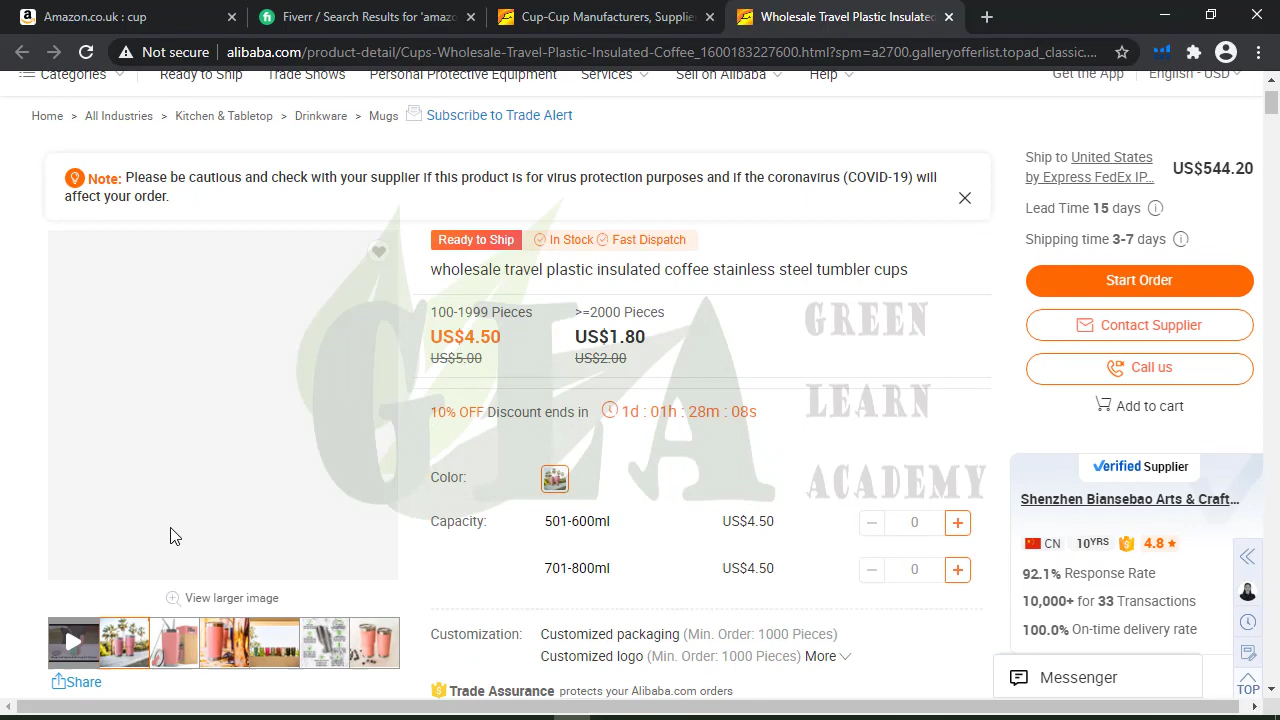 Amazon.co.uk : cup
Fiverr / Search Results for 'amazo
Cup-Cup Manufacturers, Supplie
Wholesale Travel Plastic Insulated
Not secure
alibaba.com/product-detail/Cups-Wholesale-Travel-Plastic-Insulated-Coffee_1600183227600.html?spm=a2700.galleryofferlist.topad_classic....
Categories
Ready to Ship
Trade Shows
Personal Protective Equipment
Services
Sell on Alibaba
Help
Get the App
English - USD
Home > All Industries > Kitchen & Tabletop > Drinkware > Mugs
Subscribe to Trade Alert
Note: Please be cautious and check with your supplier if this product is for virus protection purposes and if the coronavirus (COVID-19) will
affect your order.
Ready to Ship
In Stock
Fast Dispatch
wholesale travel plastic insulated coffee stainless steel tumbler cups
100-1999 Pieces
>=2000 Pieces
US$4.50
US$1.80
US$5.00
US$2.00
10% OFF Discount ends in
1d : 01h : 28m : 08s
Color:
Capacity:
501-600ml
US$4.50
0
701-800ml
US$4.50
0
Customization:
Customized packaging (Min. Order: 1000 Pieces)
Customized logo (Min. Order: 1000 Pieces) More
Trade Assurance protects your Alibaba.com orders
View larger image
Share
GLA
GREEN
LEARN
ACADEMY
Ship to United States
by Express FedEx IP...
US$544.20
Lead Time 15 days
Shipping time 3-7 days
Start Order
Contact Supplier
Call us
Add to cart
Verified Supplier
Shenzhen Biansebao Arts & Craft...
CN
10YRS
4.8
92.1% Response Rate
10,000+ for 33 Transactions
100.0% On-time delivery rate
Messenger
TOP